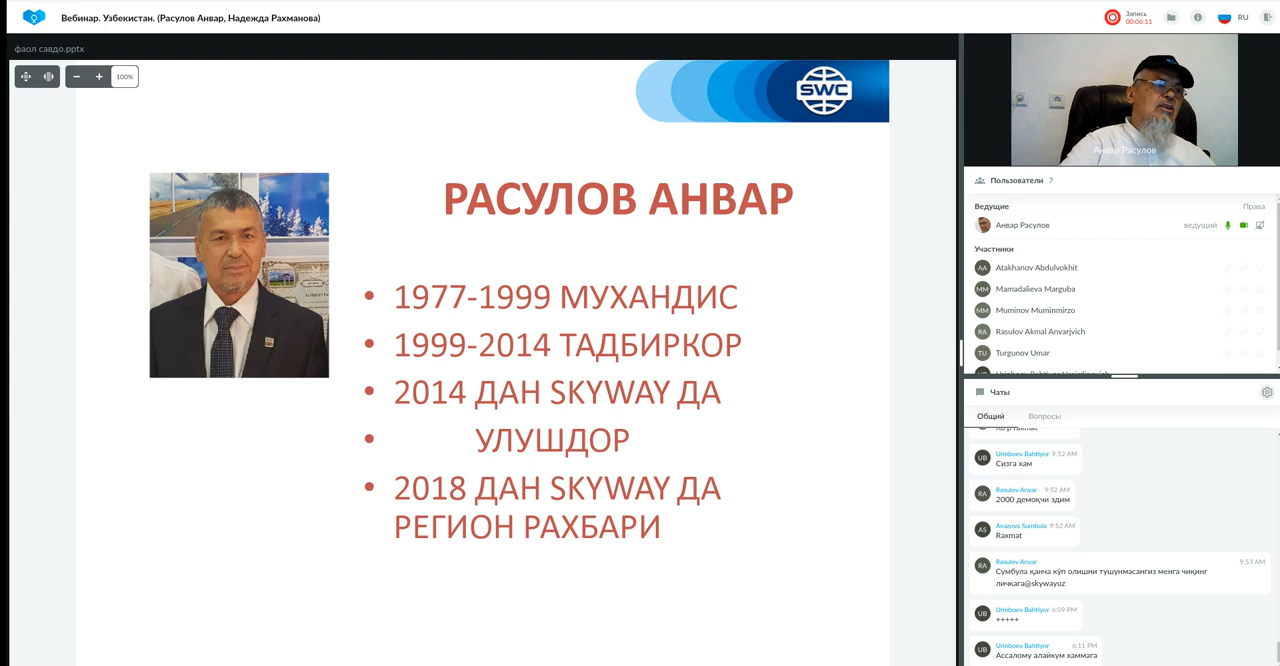 Вебинар. Узбекистан. (Расулов Анвар, Надежда Рахманова)
Запись
00:06:11
RU
фаол савдо.pptx
100%
SWC
РАСУЛОВ АНВАР
• 1977-1999 МУХАНДИС
• 1999-2014 ТАДБИРКОР
• 2014 ДАН SKYWAY ДА
• УЛУШДОР
• 2018 ДАН SKYWAY ДА
РЕГИОН РАХБАРИ
Анвар Расулов
Пользователи 7
Ведущие Права
Анвар Расулов ведущий
Участники
AA Atakhanov Abdulvokhit
MM Mamadalieva Marguba
MM Muminov Muminmirzo
RA Rasulov Akmal Anvarjvich
TU Turgunov Umar
Чаты
Общий Вопросы
UB Urinboev Bahtiyor 9:52 AM
Сизга хам
RA Rasulov Anvar 9:52 AM
2000 демоқчи эдим
AS Avazova Sumbula 9:52 AM
Raxmat
RA Rasulov Anvar 9:53 AM
Сумбула қанча кўп олишни тушунмасангиз менга чиқинг
личкага@skywayuz
UB Urinboev Bahtiyor 6:09 PM
+++++
UB Urinboev Bahtiyor 6:11 PM
Ассалому алайкум хаммага